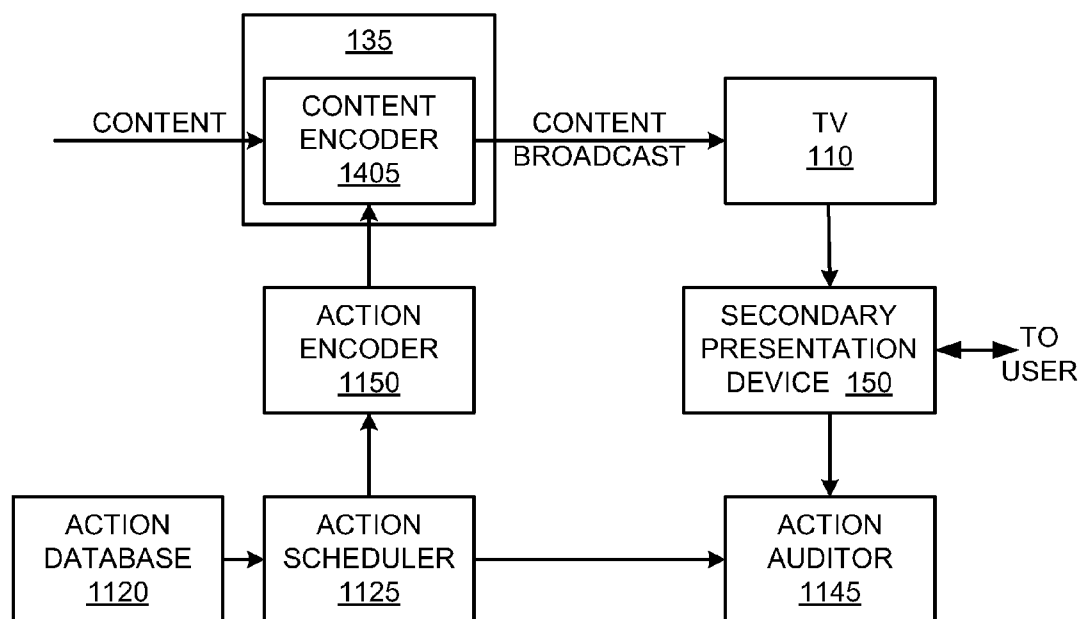 135
CONTENT
CONTENT
ENCODER
1405
CONTENT
BROADCAST
TV
110
ACTION
ENCODER
1150
SECONDARY
PRESENTATION
DEVICE 150
TO
USER
ACTION
DATABASE
1120
ACTION
SCHEDULER
1125
ACTION
AUDITOR
1145